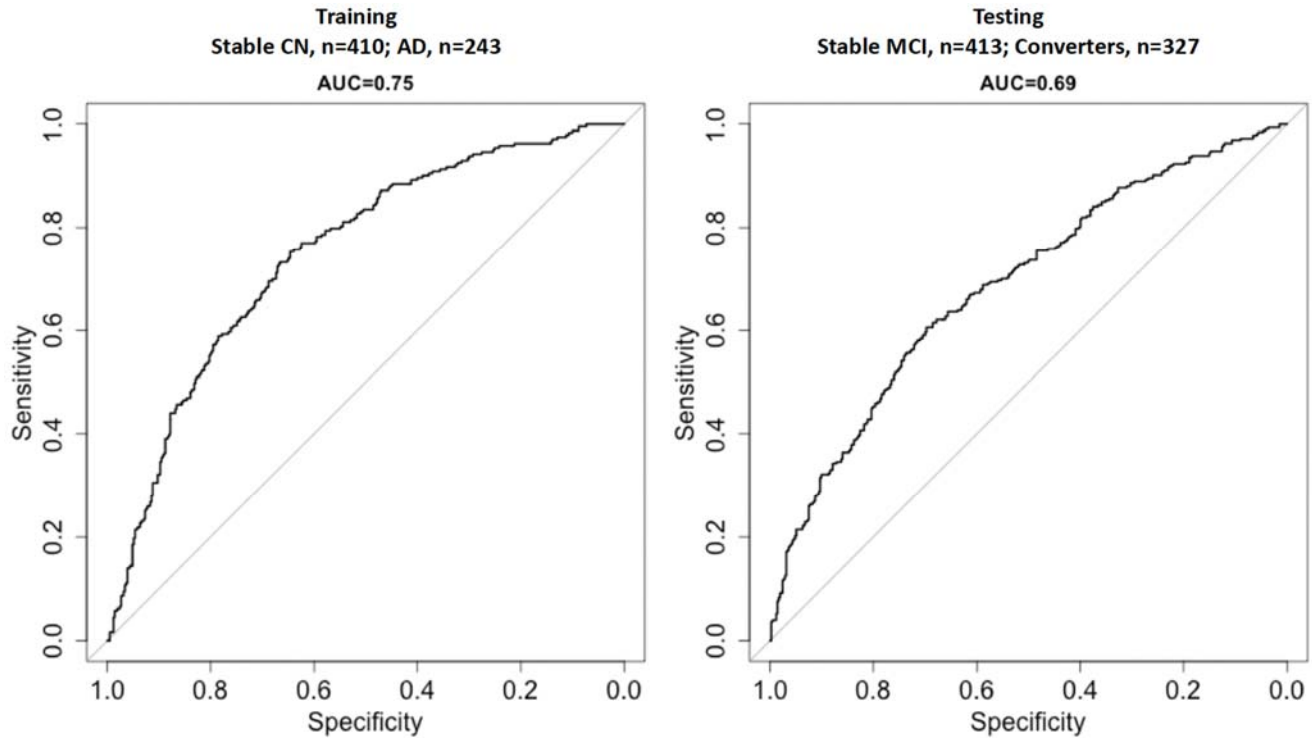 Training
Stable CN, n=410; AD, n=243
AUC=0.75
1.0
0.8
0.6
0.4
0.2
0.0
Sensitivity
1.0 0.8 0.6 0.4 0.2 0.0
Specificity
Testing
Stable MCI, n=413; Converters, n=327
AUC=0.69
1.0
0.8
0.6
0.4
0.2
0.0
Sensitivity
1.0 0.8 0.6 0.4 0.2 0.0
Specificity